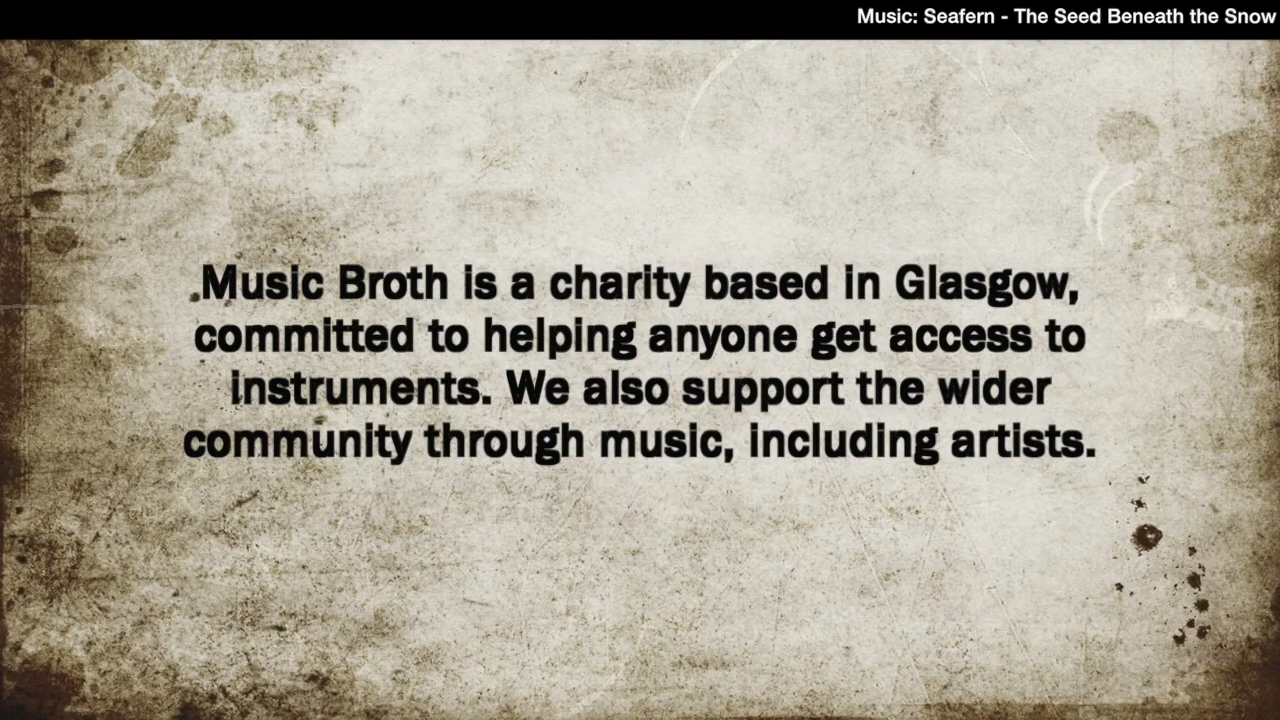 Music: Seafern - The Seed Beneath the Snow
Music Broth is a charity based in Glasgow,
committed to helping anyone get access to
instruments. We also support the wider
community through music, including artists.